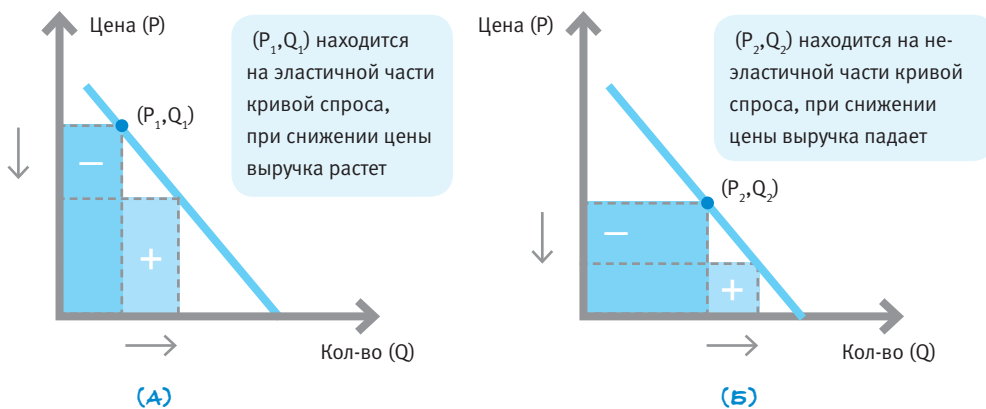 Цена (P)
(P₁,Q₁) находится
на эластичной части
кривой спроса,
при снижении цены
выручка растет
(P₁,Q₁)
−
+
Кол-во (Q)
(А)
Цена (P)
(P₂,Q₂) находится на не-
эластичной части кривой
спроса, при снижении
цены выручка падает
(P₂,Q₂)
−
+
Кол-во (Q)
(Б)